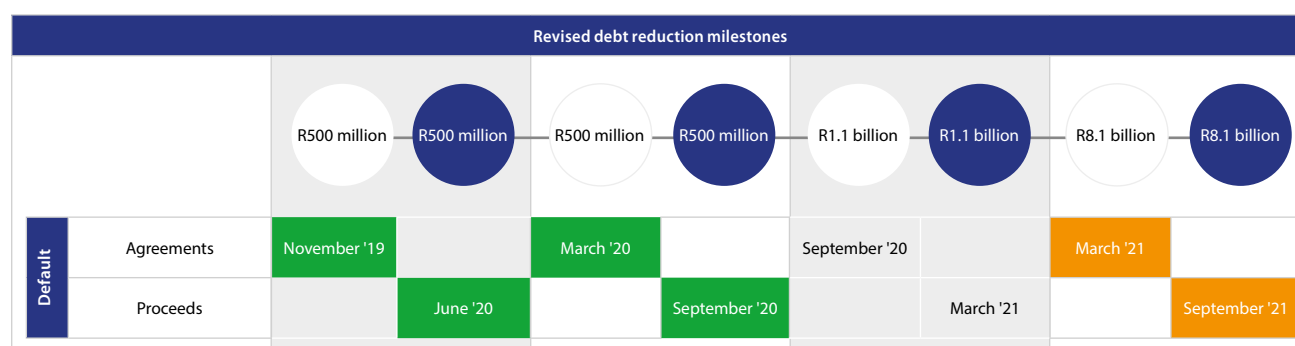 Revised debt reduction milestones
R500 million R500 million R500 million R500 million R1.1 billion R1.1 billion R8.1 billion R8.1 billion
Default
Agreements November '19 March '20 September '20 March '21
Proceeds June '20 September '20 March '21 September '21